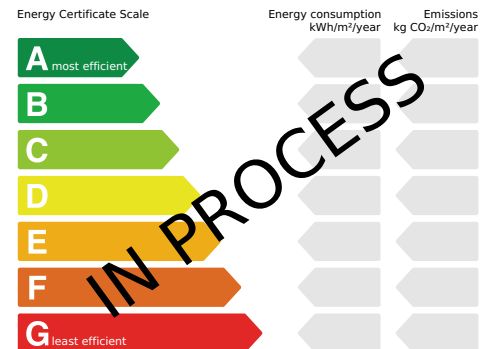 Energy Certificate Scale
Energy consumption
kWh/m²/year
Emissions
kg CO₂/m²/year
A most efficient
B
C
D
E
F
G least efficient
IN PROCESS